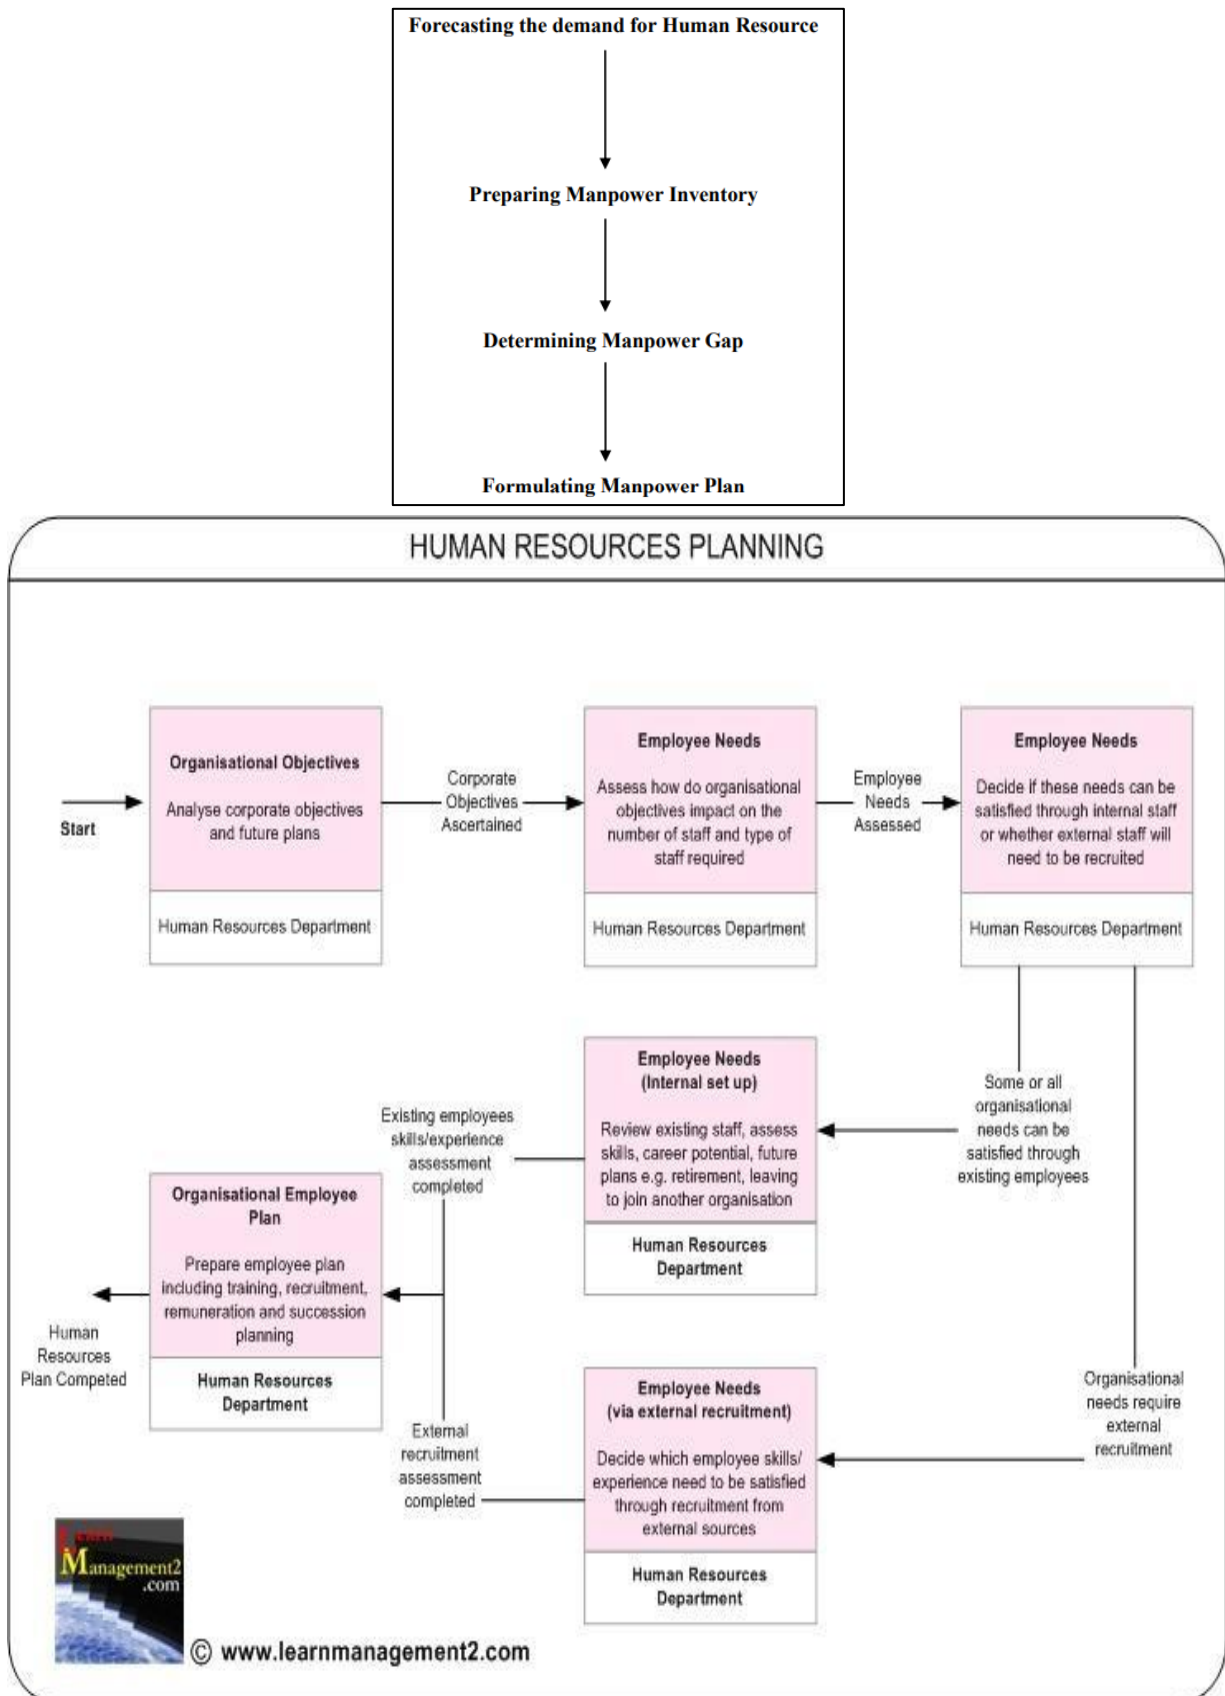 Forecasting the demand for Human Resource
Preparing Manpower Inventory
Determining Manpower Gap
Formulating Manpower Plan
HUMAN RESOURCES PLANNING
Start
Organisational Objectives
Analyse corporate objectives
and future plans
Human Resources Department
Corporate
Objectives
Ascertained
Employee Needs
Assess how do organisational
objectives impact on the
number of staff and type of
staff required
Human Resources Department
Employee
Needs
Assessed
Employee Needs
Decide if these needs can be
satisfied through internal staff
or whether external staff will
need to be recruited
Human Resources Department
Some or all
organisational
needs can be
satisfied through
existing employees
Employee Needs
(Internal set up)
Review existing staff, assess
skills, career potential, future
plans e.g. retirement, leaving
to join another organisation
Human Resources
Department
Existing employees
skills/experience
assessment
completed
Organisational Employee
Plan
Prepare employee plan
including training, recruitment,
remuneration and succession
planning
Human Resources
Department
Human
Resources
Plan Competed
Organisational
needs require
external
recruitment
Employee Needs
(via external recruitment)
Decide which employee skills/
experience need to be satisfied
through recruitment from
external sources
Human Resources
Department
External
recruitment
assessment
completed
Learn
Management2
.com
© www.learnmanagement2.com